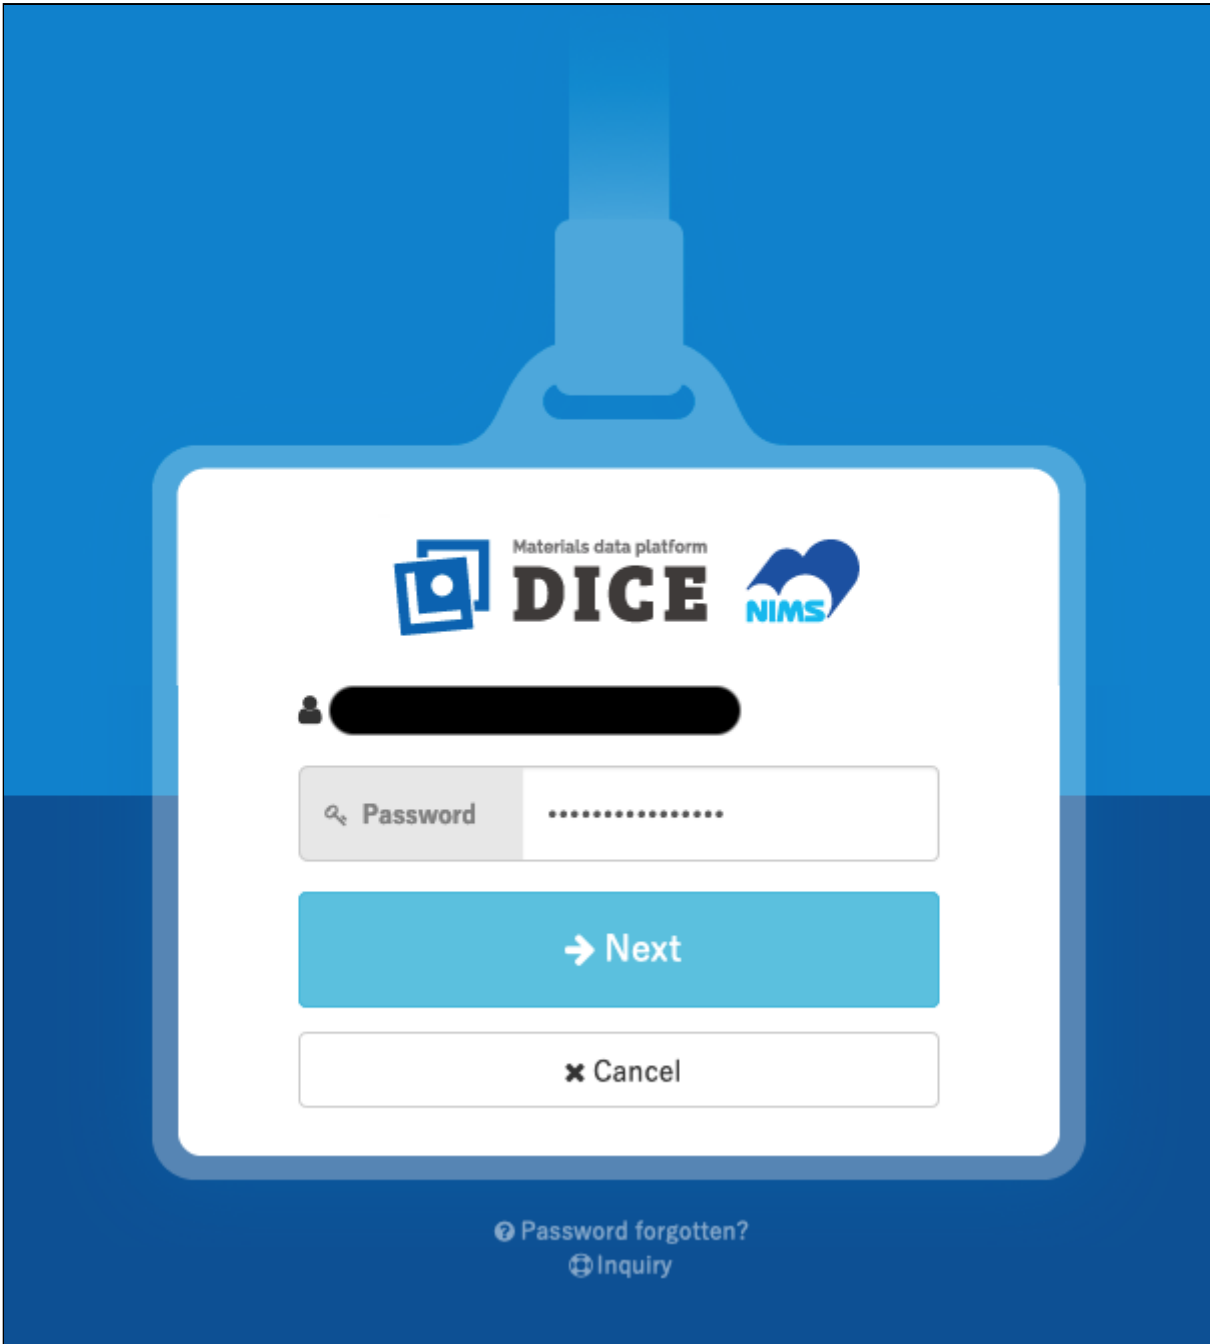 Materials data platform
DICE
NIMS
Password ••••••••••••••••
Next
Cancel
Password forgotten?
Inquiry